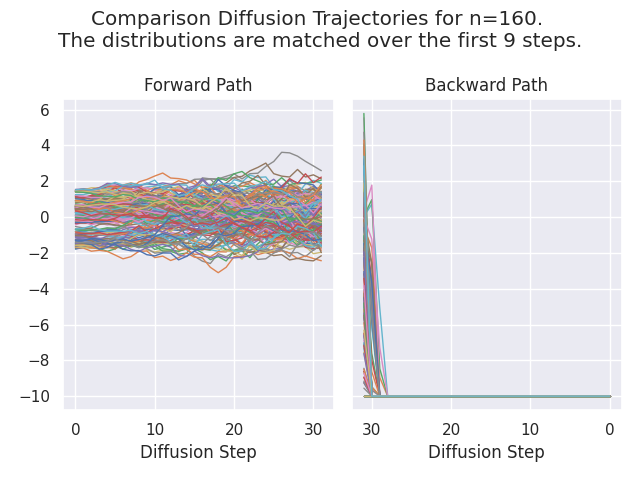 Comparison Diffusion Trajectories for n=160.
The distributions are matched over the first 9 steps.
Forward Path
Backward Path
6
4
2
0
−2
−4
−6
−8
−10
0 10 20 30
30 20 10 0
Diffusion Step
Diffusion Step